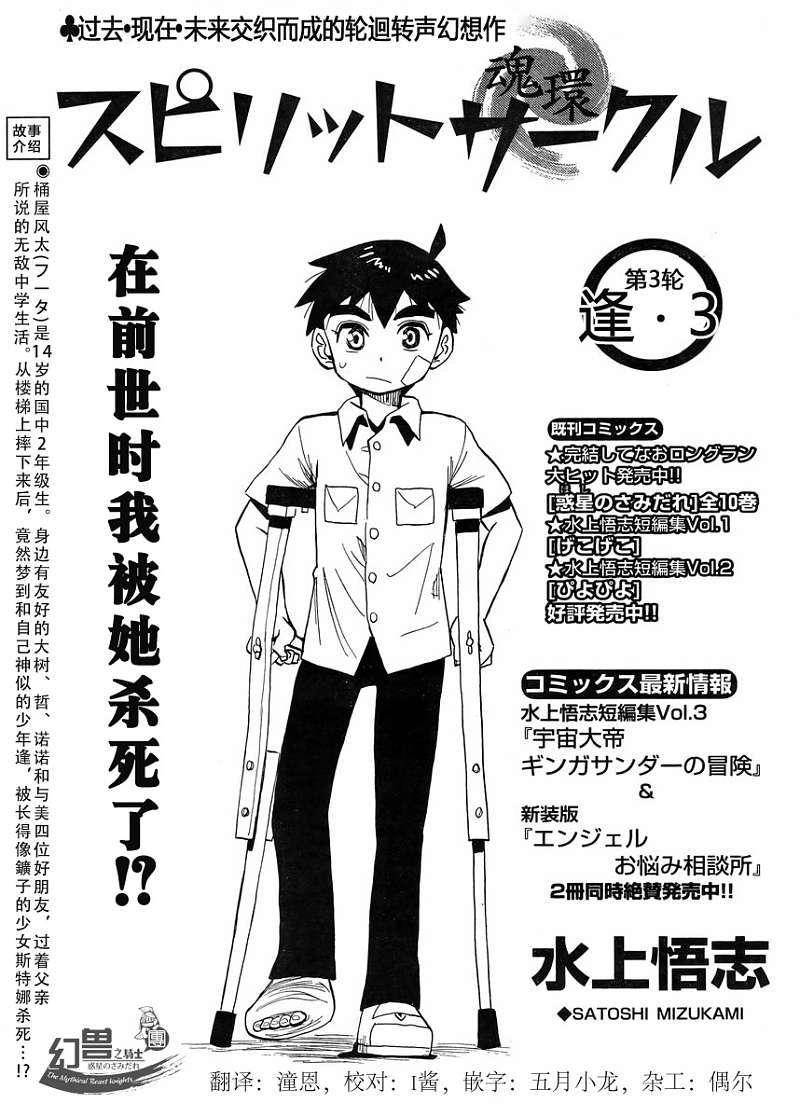 ♣过去•现在•未来交织而成的轮迴转声幻想作
魂環
スピリットサークル
故事
介绍
◉桶屋风太(フータ)是14岁的国中2年级生。身边有友好的大树、哲、诺诺和与美四位好朋友，过着父亲
所说的无敌中学生活。从楼梯上摔下来后，竟然梦到和自己神似的少年逢，被长得像鑛子的少女斯特娜杀死…!?
在前世时我被她杀死了!?
第3轮
逢・3
既刊コミックス
★完結してなおロングラン
大ヒット発売中!!
[惑星のさみだれ]全10巻
★水上悟志短編集Vol.1
[げこげこ]
★水上悟志短編集Vol.2
[ぴよぴよ]
好評発売中!!
コミックス最新情報
水上悟志短編集Vol.3
『宇宙大帝
ギンガサンダーの冒険』
&
新装版
『エンジェル
お悩み相談所』
2冊同時絶賛発売中!!
水上悟志
◆SATOSHI MIZUKAMI
幻兽之騎士團
惑星のさみだれ
The Mythical Beast Knights
翻译：潼恩，校对：I酱，嵌字：五月小龙，杂工：偶尔